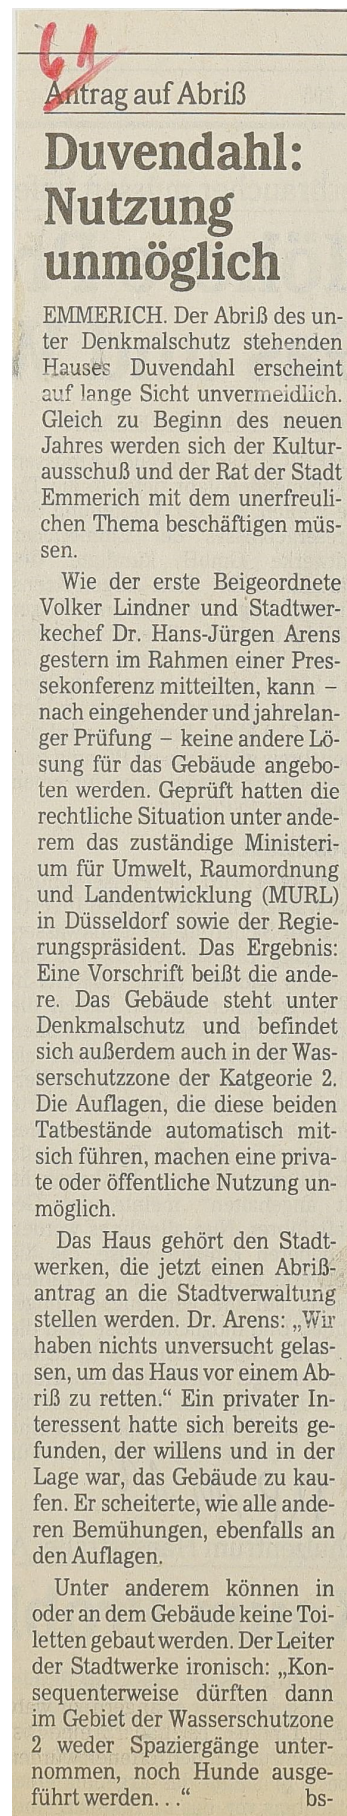 61
Antrag auf Abriß
Duvendahl:
Nutzung
unmöglich
EMMERICH. Der Abriß des un-
ter Denkmalschutz stehenden
Hauses Duvendahl erscheint
auf lange Sicht unvermeidlich.
Gleich zu Beginn des neuen
Jahres werden sich der Kultur-
ausschuß und der Rat der Stadt
Emmerich mit dem unerfreuli-
chen Thema beschäftigen müs-
sen.
Wie der erste Beigeordnete
Volker Lindner und Stadtwer-
kechef Dr. Hans-Jürgen Arens
gestern im Rahmen einer Pres-
sekonferenz mitteilten, kann –
nach eingehender und jahrelan-
ger Prüfung – keine andere Lö-
sung für das Gebäude angebo-
ten werden. Geprüft hatten die
rechtliche Situation unter ande-
rem das zuständige Ministeri-
um für Umwelt, Raumordnung
und Landentwicklung (MURL)
in Düsseldorf sowie der Regie-
rungspräsident. Das Ergebnis:
Eine Vorschrift beißt die ande-
re. Das Gebäude steht unter
Denkmalschutz und befindet
sich außerdem auch in der Was-
serschutzzone der Katgeorie 2.
Die Auflagen, die diese beiden
Tatbestände automatisch mit-
sich führen, machen eine priva-
te oder öffentliche Nutzung un-
möglich.
Das Haus gehört den Stadt-
werken, die jetzt einen Abriß-
antrag an die Stadtverwaltung
stellen werden. Dr. Arens: „Wir
haben nichts unversucht gelas-
sen, um das Haus vor einem Ab-
riß zu retten.“ Ein privater In-
teressent hatte sich bereits ge-
funden, der willens und in der
Lage war, das Gebäude zu kau-
fen. Er scheiterte, wie alle ande-
ren Bemühungen, ebenfalls an
den Auflagen.
Unter anderem können in
oder an dem Gebäude keine Toi-
letten gebaut werden. Der Leiter
der Stadtwerke ironisch: „Kon-
sequenterweise dürften dann
im Gebiet der Wasserschutzone
2 weder Spaziergänge unter-
nommen, noch Hunde ausge-
führt werden. . .“ bs-